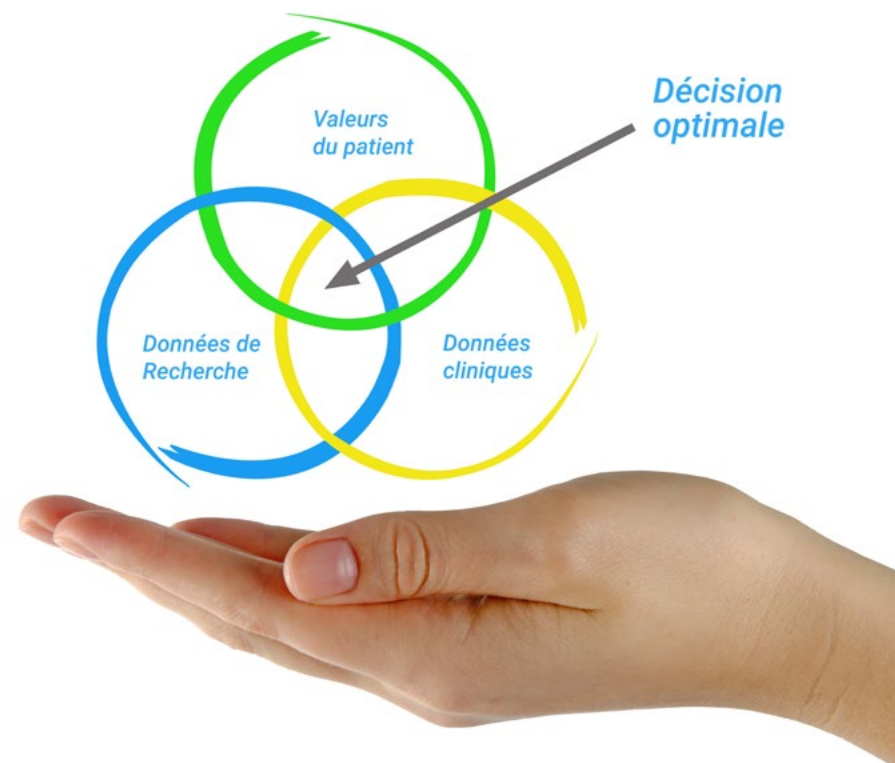 Valeurs
du patient
Décision
optimale
Données de
Recherche
Données
cliniques